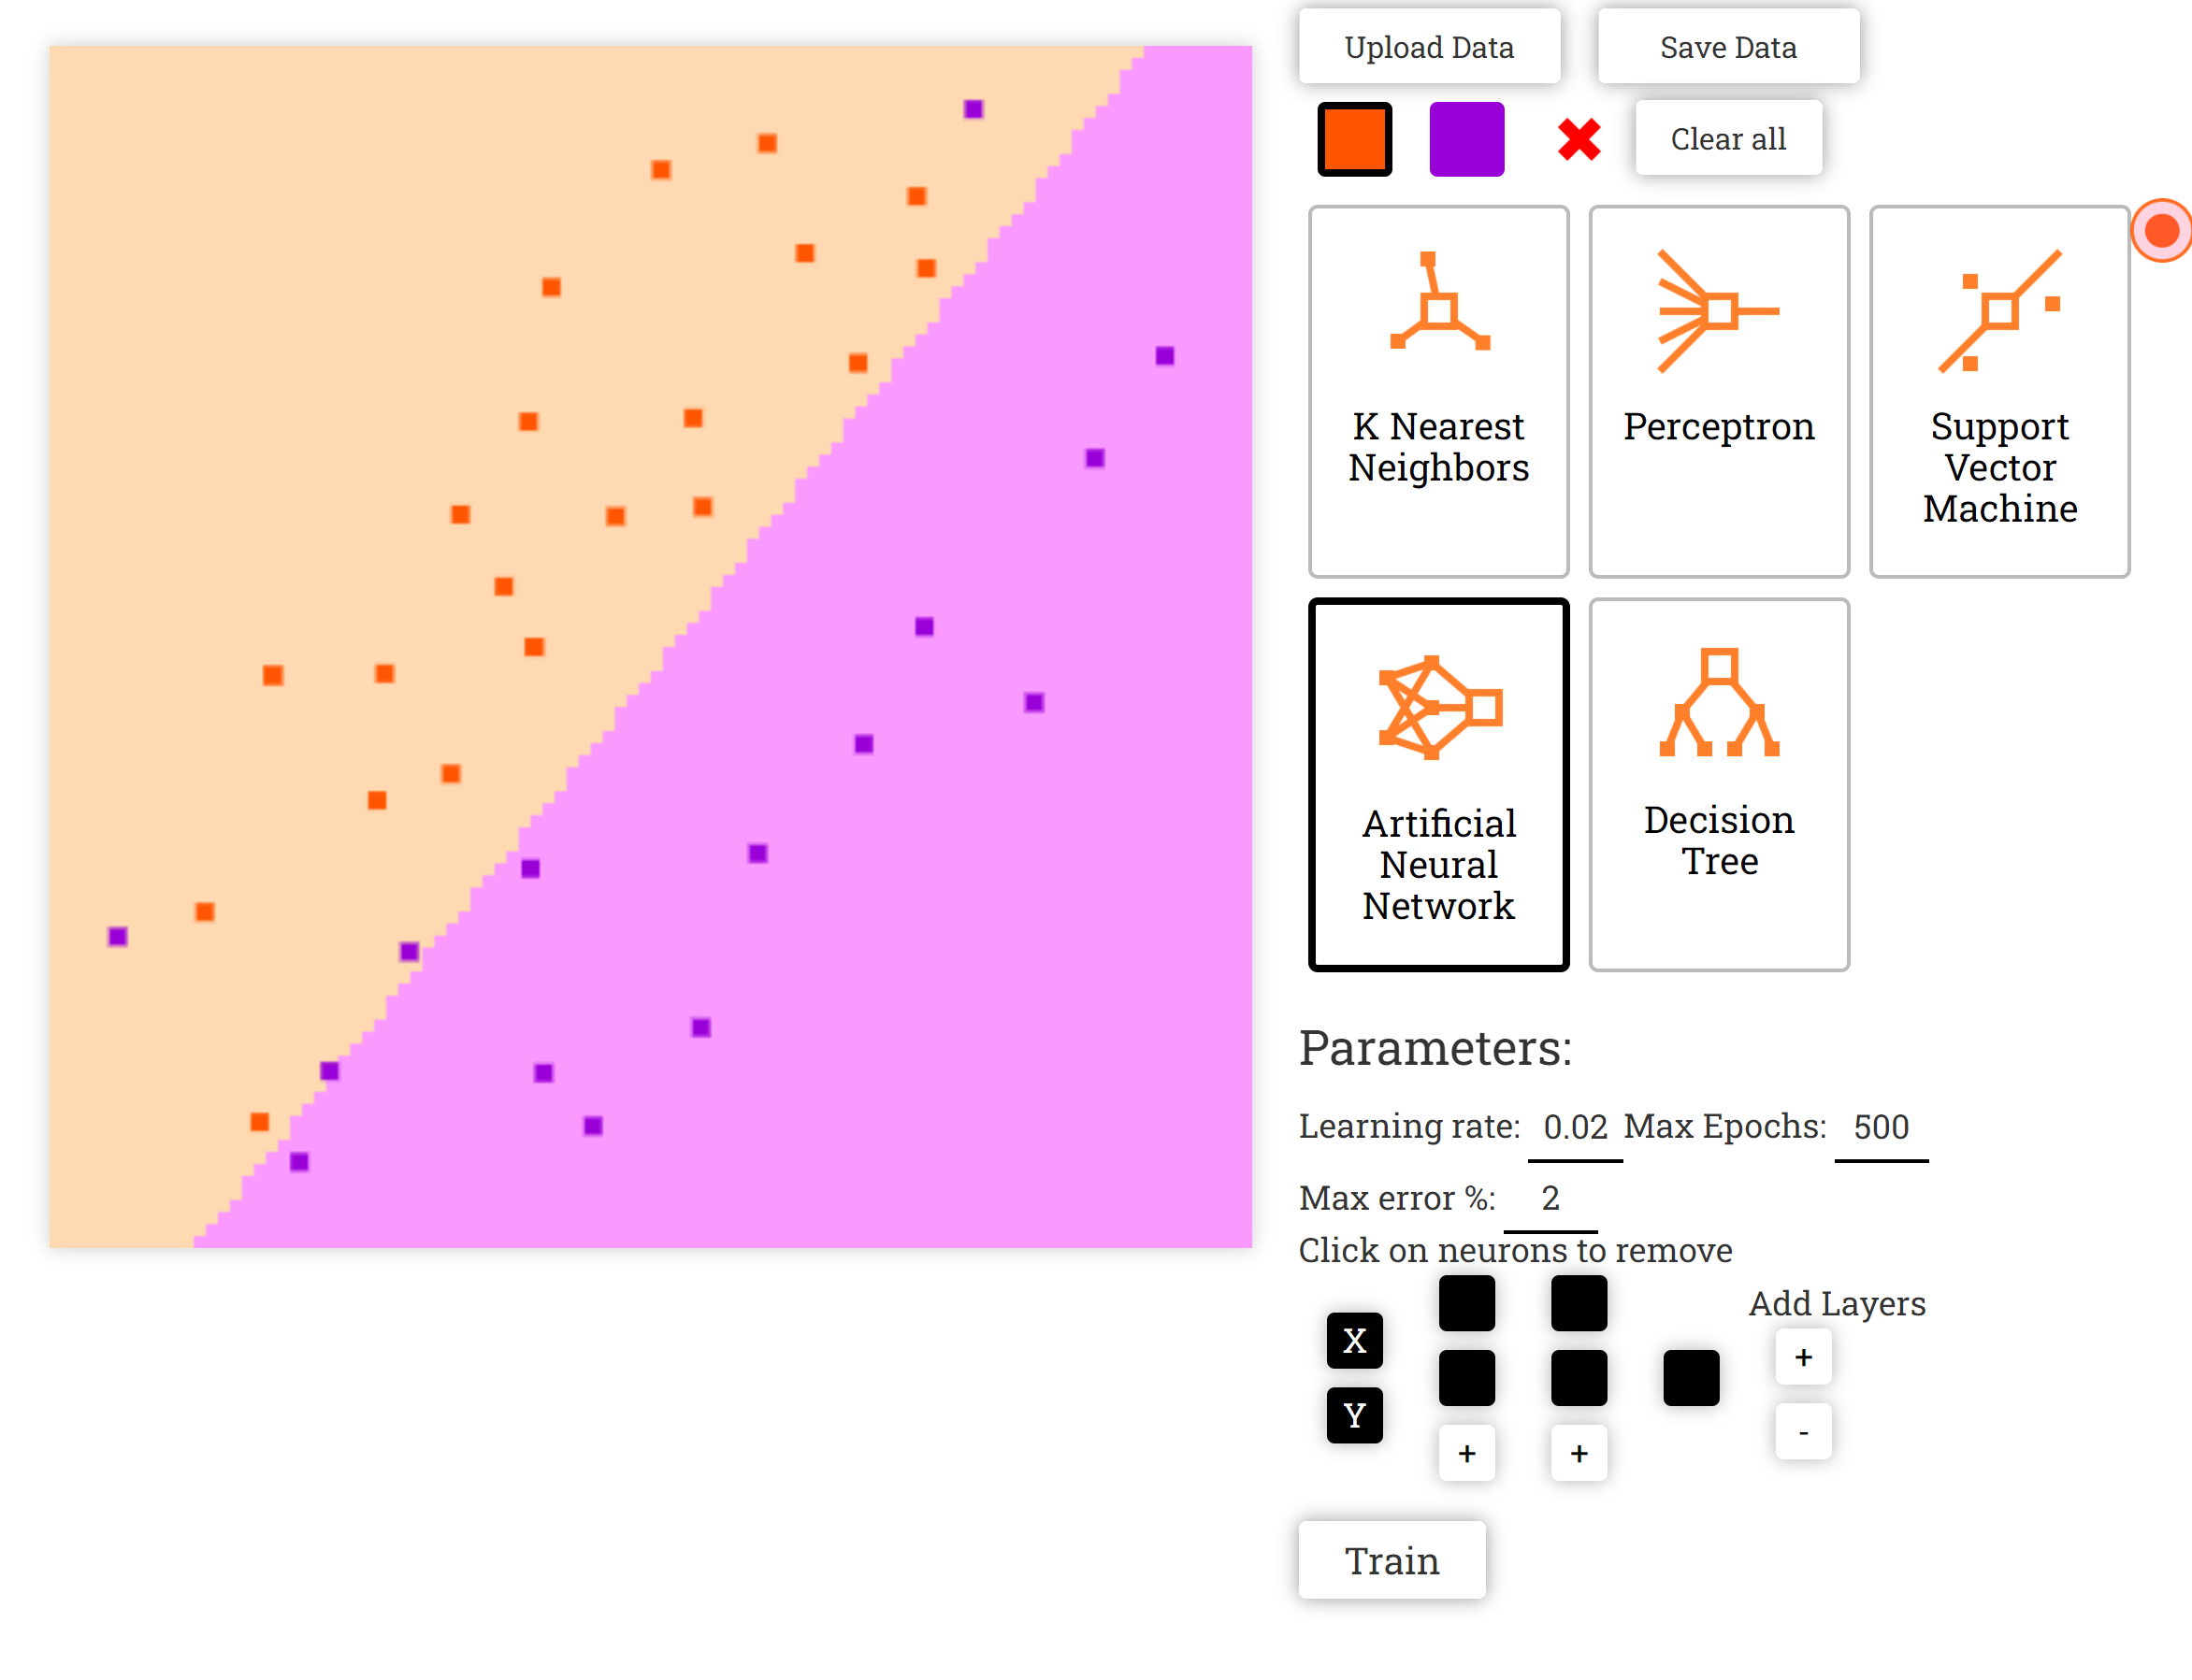 Upload Data
Save Data
Clear all
K Nearest
Neighbors
Perceptron
Support
Vector
Machine
Artificial
Neural
Network
Decision
Tree
Parameters:
Learning rate: 0.02 Max Epochs: 500
Max error %: 2
Click on neurons to remove
Add Layers
X
+
Y
-
+ +
Train